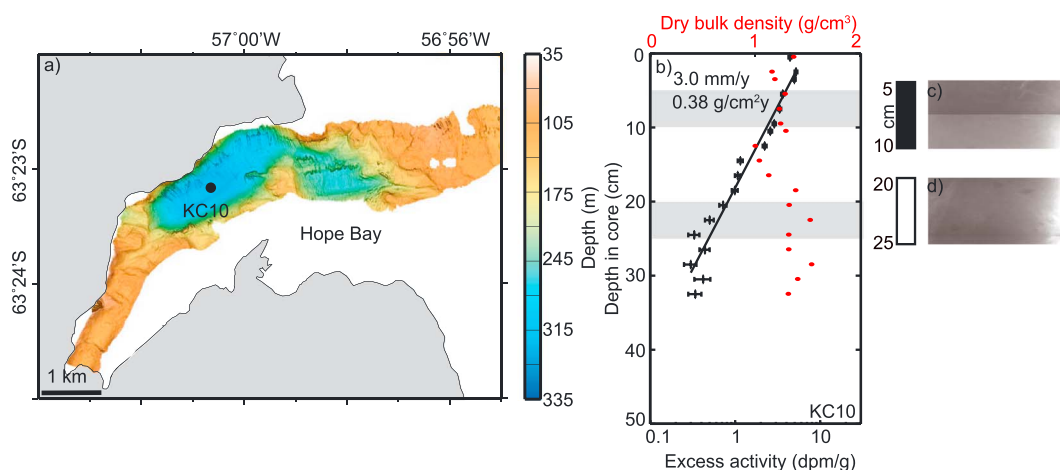 57°00'W
56°56'W
a)
63°23'S
63°24'S
KC10
Hope Bay
1 km
35
105
175
245
315
335
Depth (m)
Dry bulk density (g/cm³)
0
1
2
b)
3.0 mm/y
0.38 g/cm²y
0
10
20
30
40
50
Depth in core (cm)
KC10
0.1
1
10
Excess activity (dpm/g)
5
cm
10
c)
20
25
d)